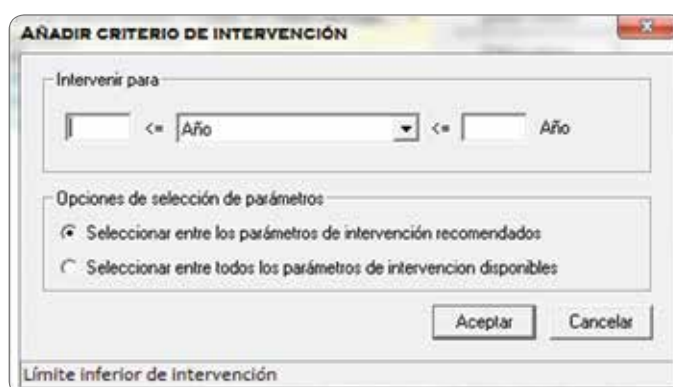 AÑADIR CRITERIO DE INTERVENCIÓN
Intervenir para
<= Año <= Año
Opciones de selección de parámetros
Seleccionar entre los parámetros de intervención recomendados
Seleccionar entre todos los parámetros de intervencion disponibles
Aceptar Cancelar
Límite inferior de intervención